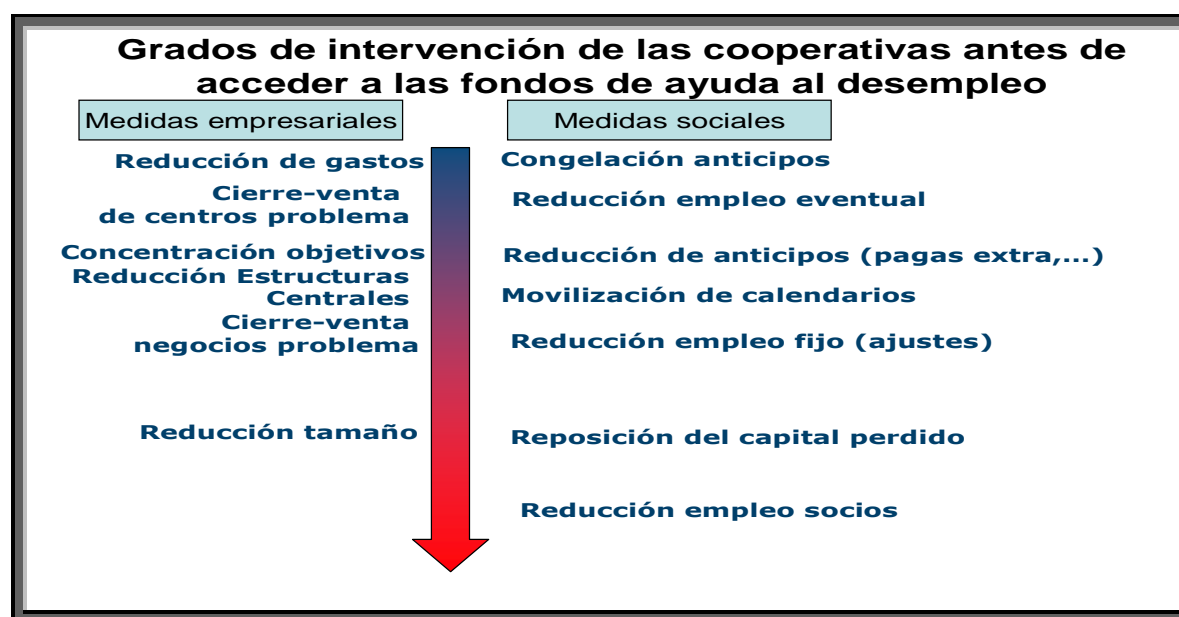 Grados de intervención de las cooperativas antes de
acceder a las fondos de ayuda al desempleo
Medidas empresariales
Medidas sociales
Reducción de gastos
Cierre-venta
de centros problema
Concentración objetivos
Reducción Estructuras
Centrales
Cierre-venta
negocios problema
Reducción tamaño
Congelación anticipos
Reducción empleo eventual
Reducción de anticipos (pagas extra,...)
Movilización de calendarios
Reducción empleo fijo (ajustes)
Reposición del capital perdido
Reducción empleo socios